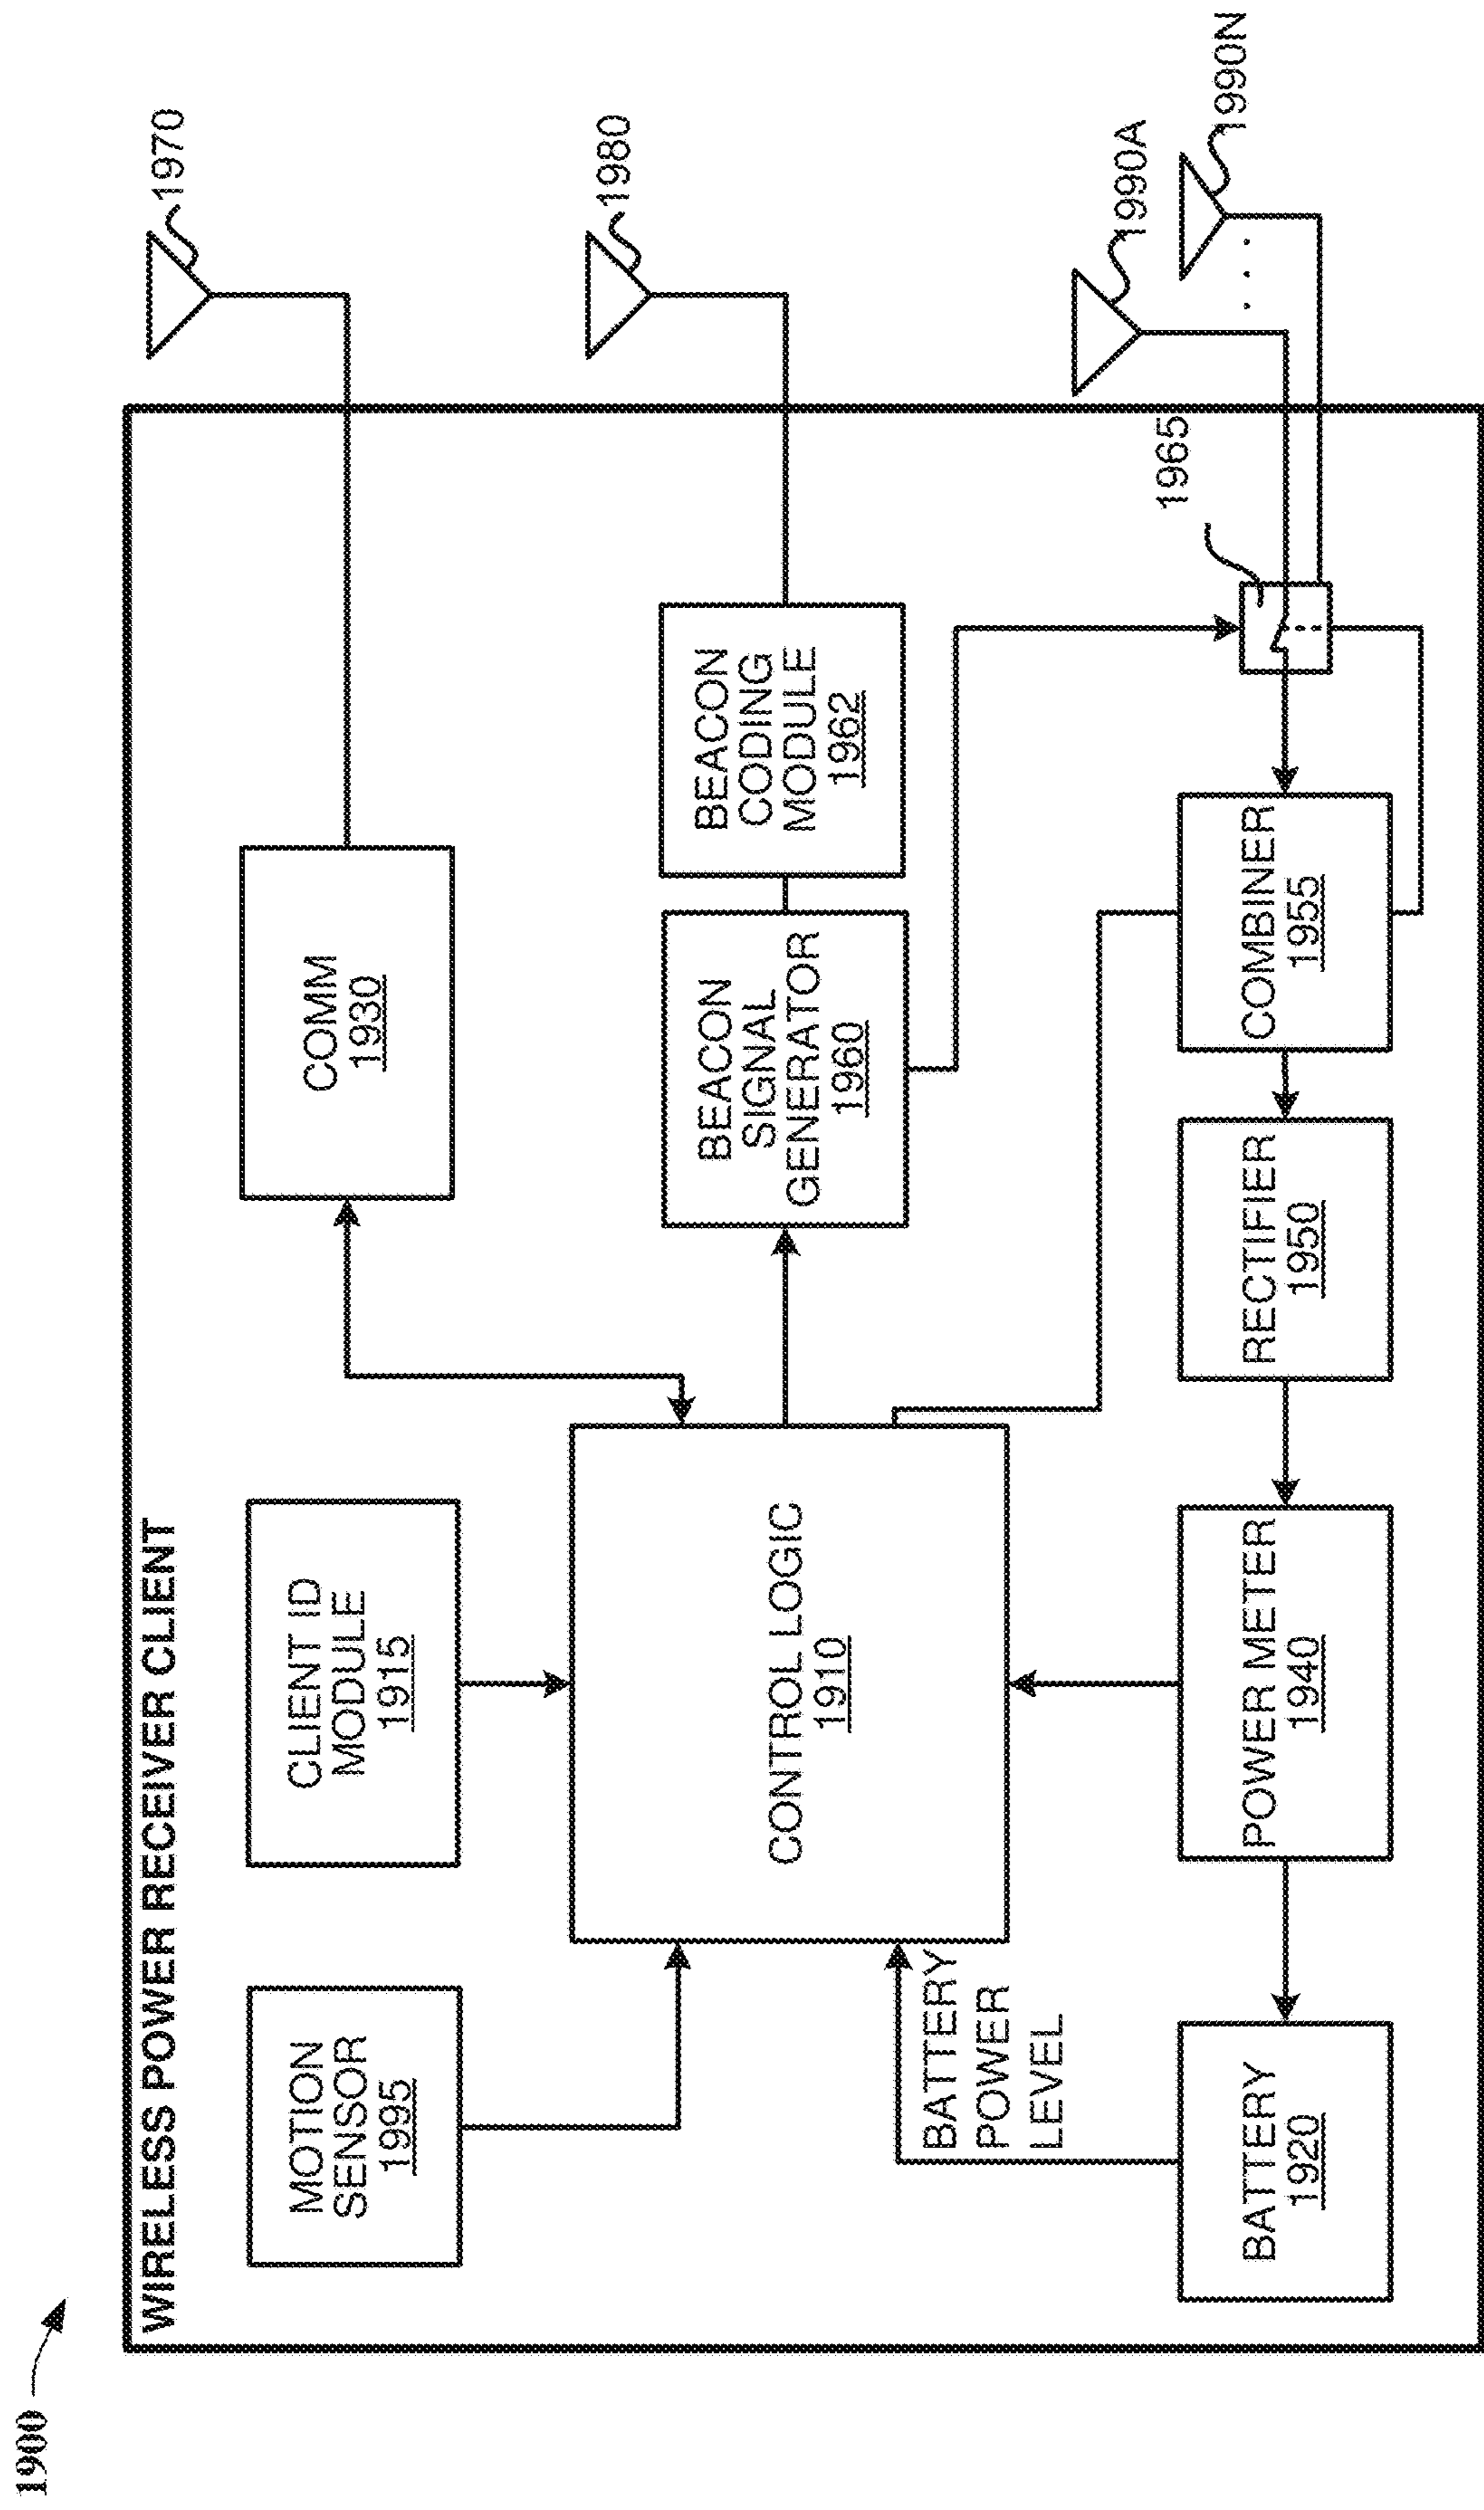 1900
WIRELESS POWER RECEIVER CLIENT
MOTION
SENSOR
1995
CLIENT ID
MODULE
1915
COMM
1930
1970
CONTROL LOGIC
1910
BEACON
SIGNAL
GENERATOR
1960
BEACON
CODING
MODULE
1962
1980
BATTERY
POWER
LEVEL
BATTERY
1920
POWER METER
1940
RECTIFIER
1950
COMBINER
1955
1965
1990A
1990N